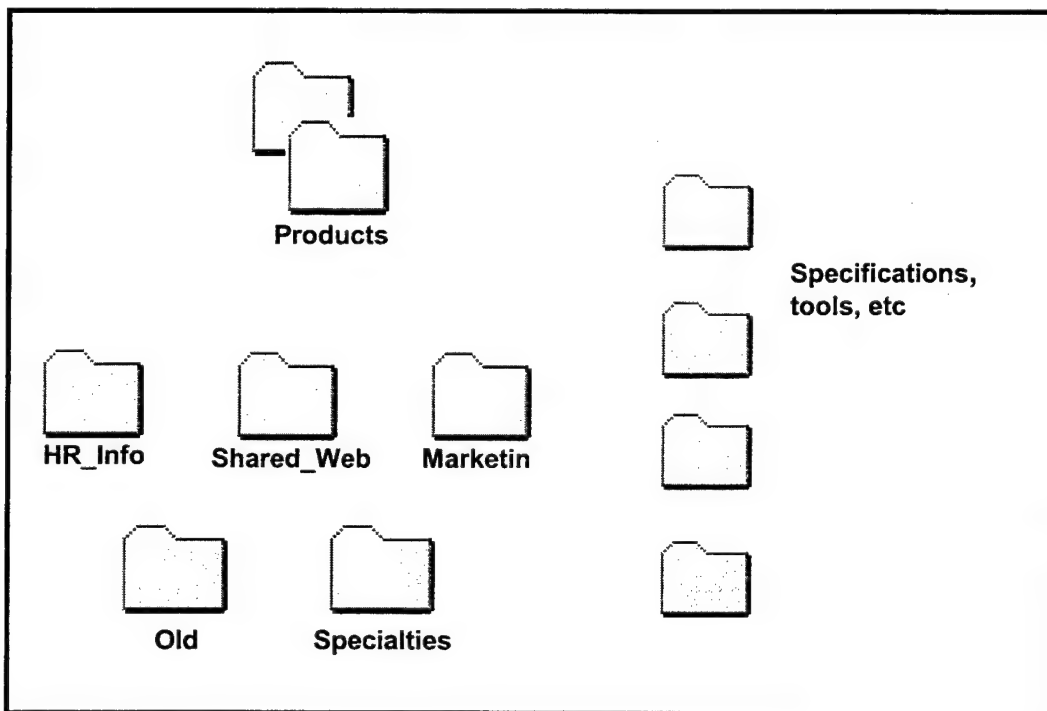 Products
Specifications,
tools, etc
HR_Info
Shared_Web
Marketin
Old
Specialties